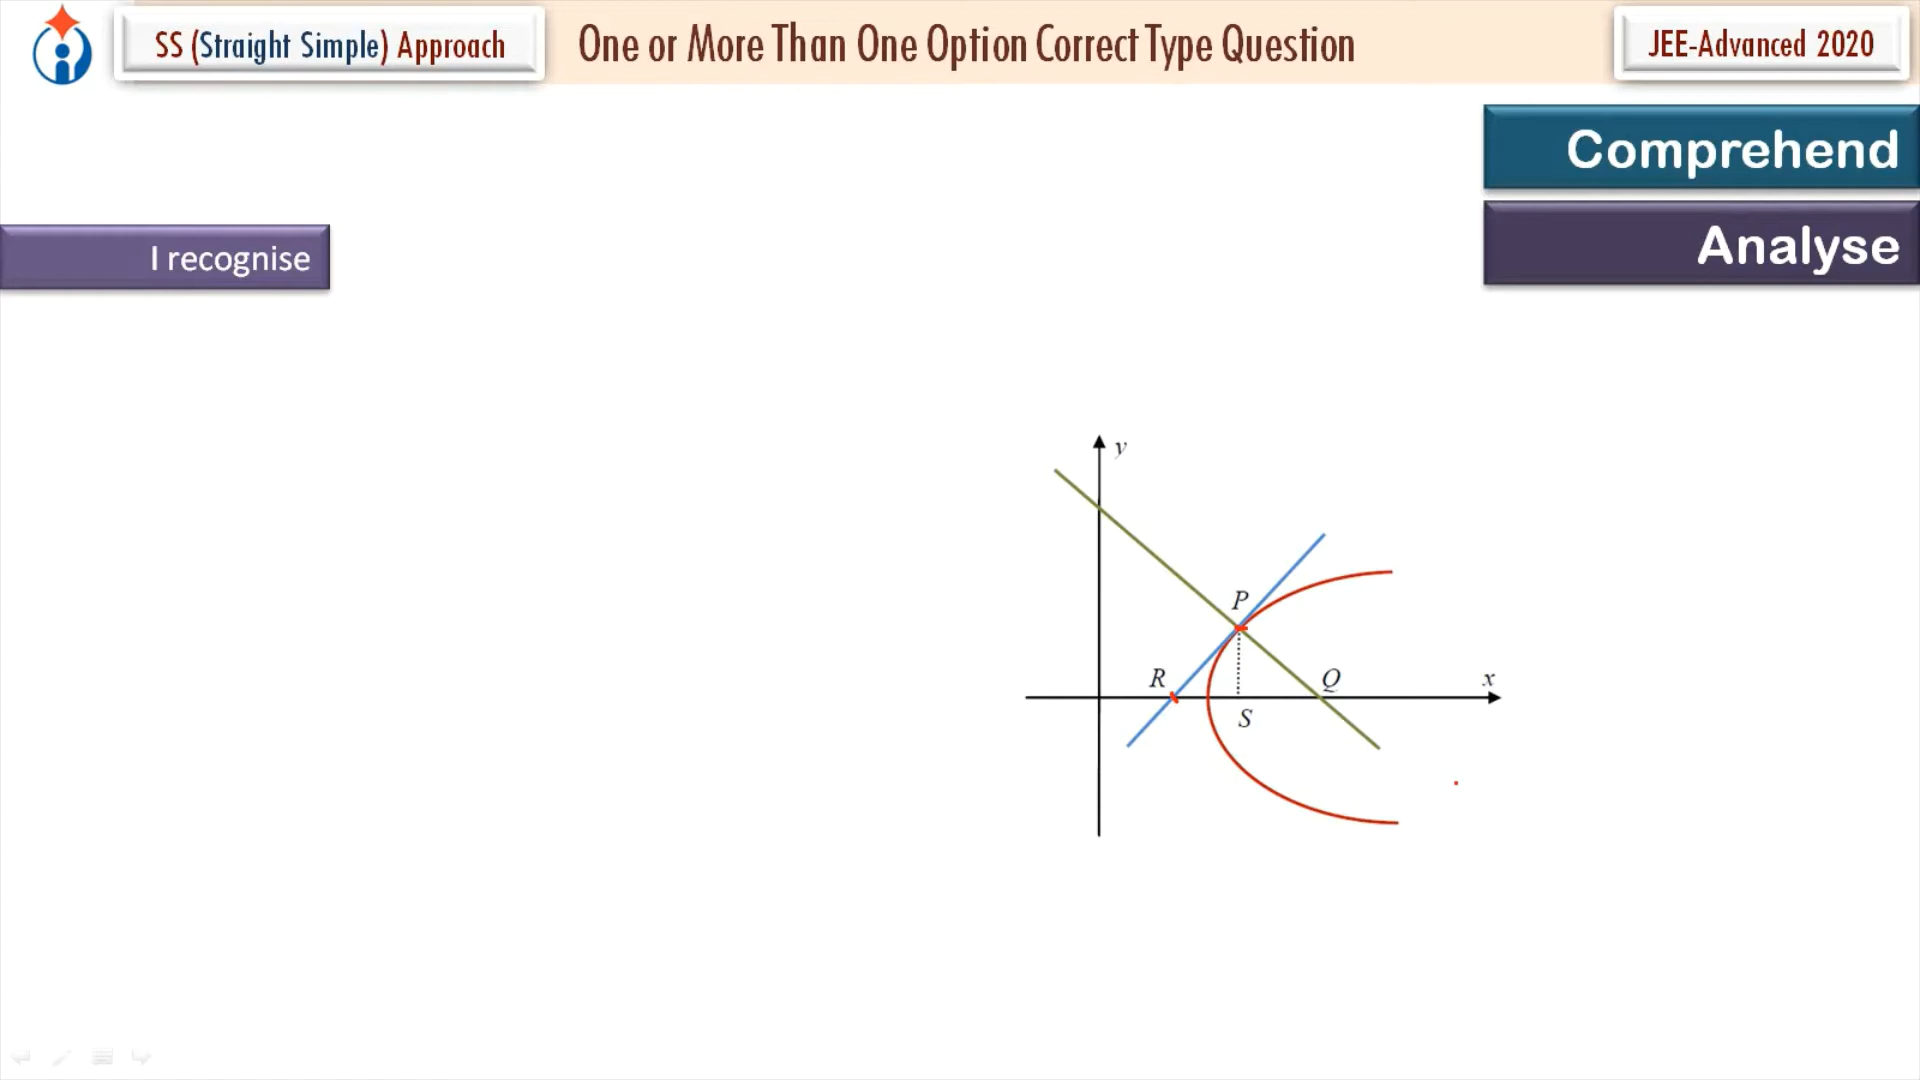 SS (Straight Simple) Approach
One or More Than One Option Correct Type Question
JEE-Advanced 2020
Comprehend
Analyse
I recognise
y
P
R
Q
x
S